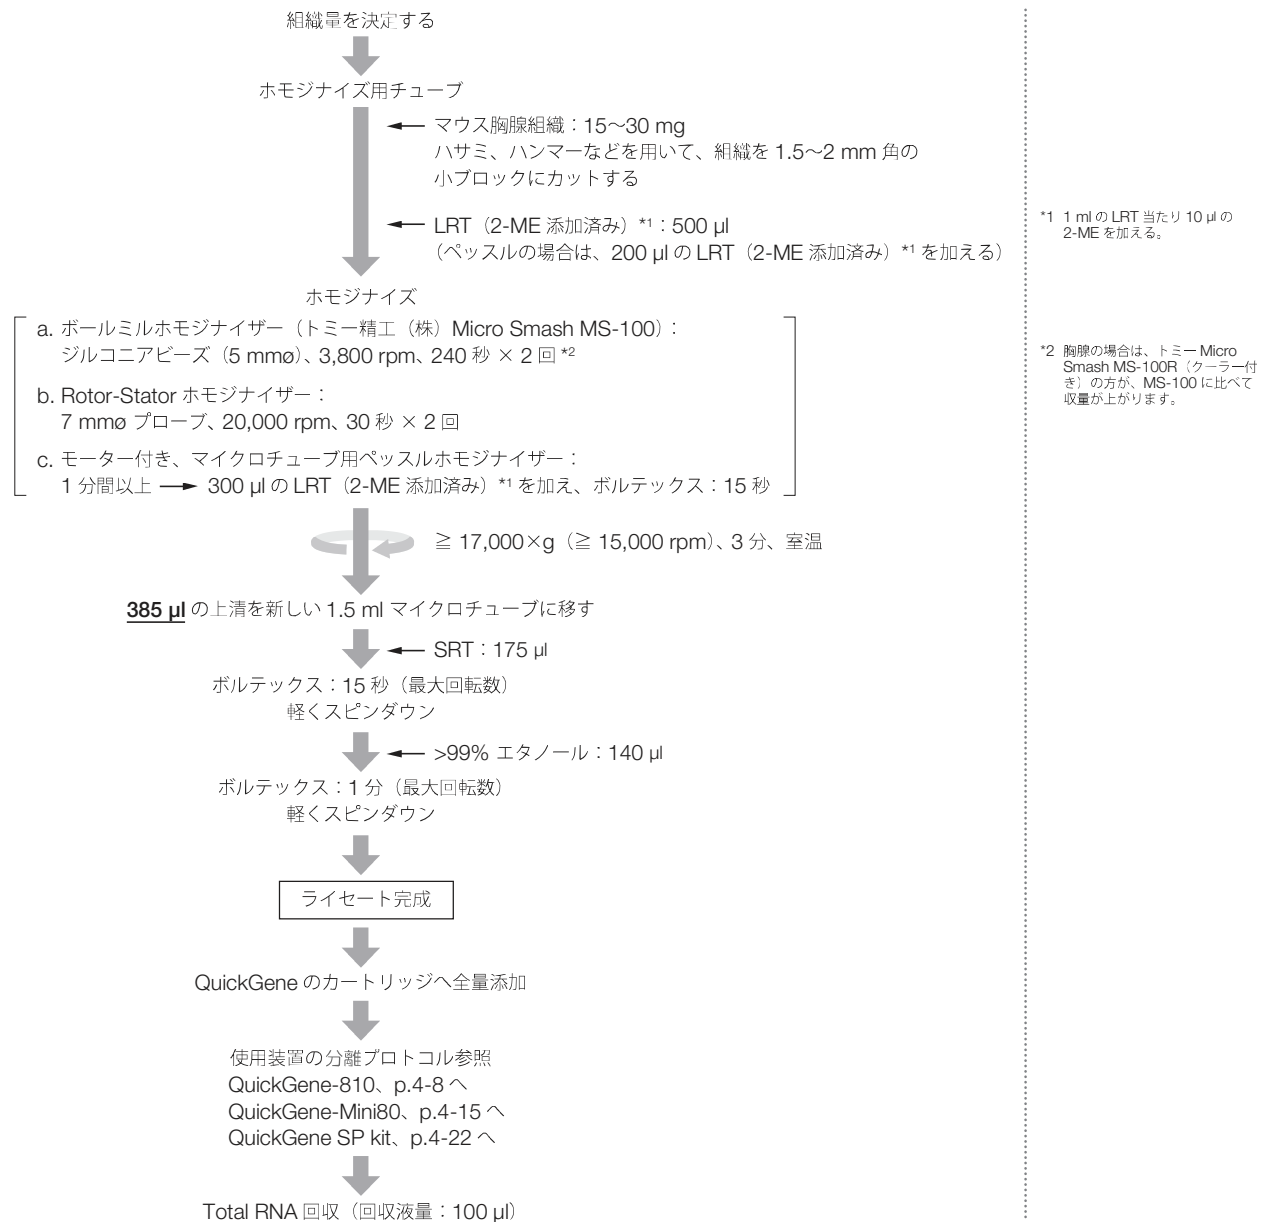 組織量を決定する
ホモジナイズ用チューブ
マウス胸腺組織：15～30 mg
ハサミ、ハンマーなどを用いて、組織を 1.5～2 mm 角の
小ブロックにカットする
LRT（2-ME 添加済み）*1：500 µl
（ペッスルの場合は、200 µl の LRT（2-ME 添加済み）*1 を加える）
*1 1 ml の LRT 当たり 10 µl の
2-ME を加える。
ホモジナイズ
a. ボールミルホモジナイザー（トミー精工（株）Micro Smash MS-100）：
ジルコニアビーズ（5 mmø）、3,800 rpm、240 秒 × 2 回 *2
*2 胸腺の場合は、トミー Micro
Smash MS-100R（クーラー付
き）の方が、MS-100 に比べて
収量が上がります。
b. Rotor-Stator ホモジナイザー：
7 mmø プローブ、20,000 rpm、30 秒 × 2 回
c. モーター付き、マイクロチューブ用ペッスルホモジナイザー：
1 分間以上 → 300 µl の LRT（2-ME 添加済み）*1 を加え、ボルテックス：15 秒
≧ 17,000×g（≧ 15,000 rpm）、3 分、室温
385 µl の上清を新しい 1.5 ml マイクロチューブに移す
SRT：175 µl
ボルテックス：15 秒（最大回転数）
軽くスピンダウン
>99% エタノール：140 µl
ボルテックス：1 分（最大回転数）
軽くスピンダウン
ライセート完成
QuickGene のカートリッジへ全量添加
使用装置の分離プロトコル参照
QuickGene-810、p.4-8 へ
QuickGene-Mini80、p.4-15 へ
QuickGene SP kit、p.4-22 へ
Total RNA 回収（回収液量：100 µl）